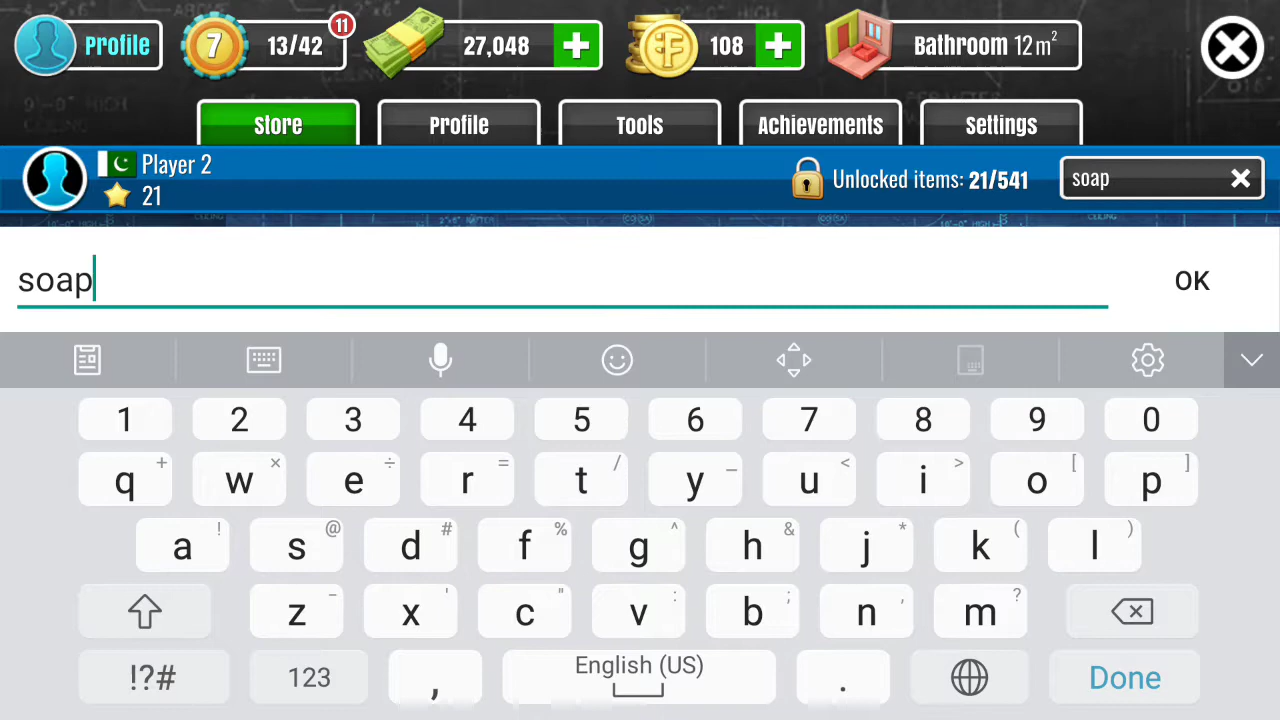 Profile
7
13/42
11
27,048
108
Bathroom 12 m²
Store
Profile
Tools
Achievements
Settings
Player 2
21
Unlocked items: 21/541
soap
soap
OK
1 2 3 4 5 6 7 8 9 0
q + w × e ÷ r = t / y _ u < i > o [ p ]
a ! s @ d # f % g ^ h & j * k ( l )
z - x ' c " v : b ; n , m ?
!?# 123 , English (US) . Done